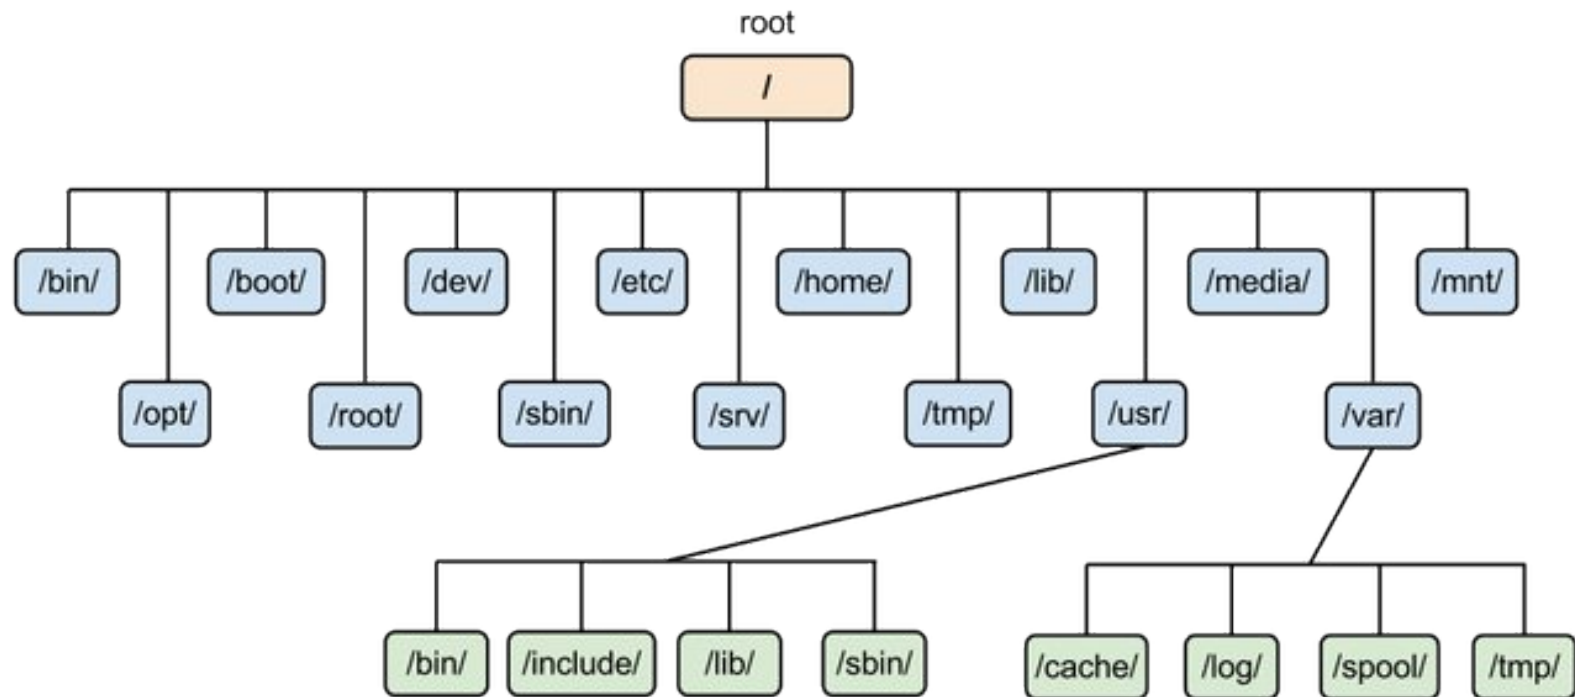 root
/
/bin/ /boot/ /dev/ /etc/ /home/ /lib/ /media/ /mnt/
/opt/ /root/ /sbin/ /srv/ /tmp/ /usr/ /var/
/bin/ /include/ /lib/ /sbin/ /cache/ /log/ /spool/ /tmp/